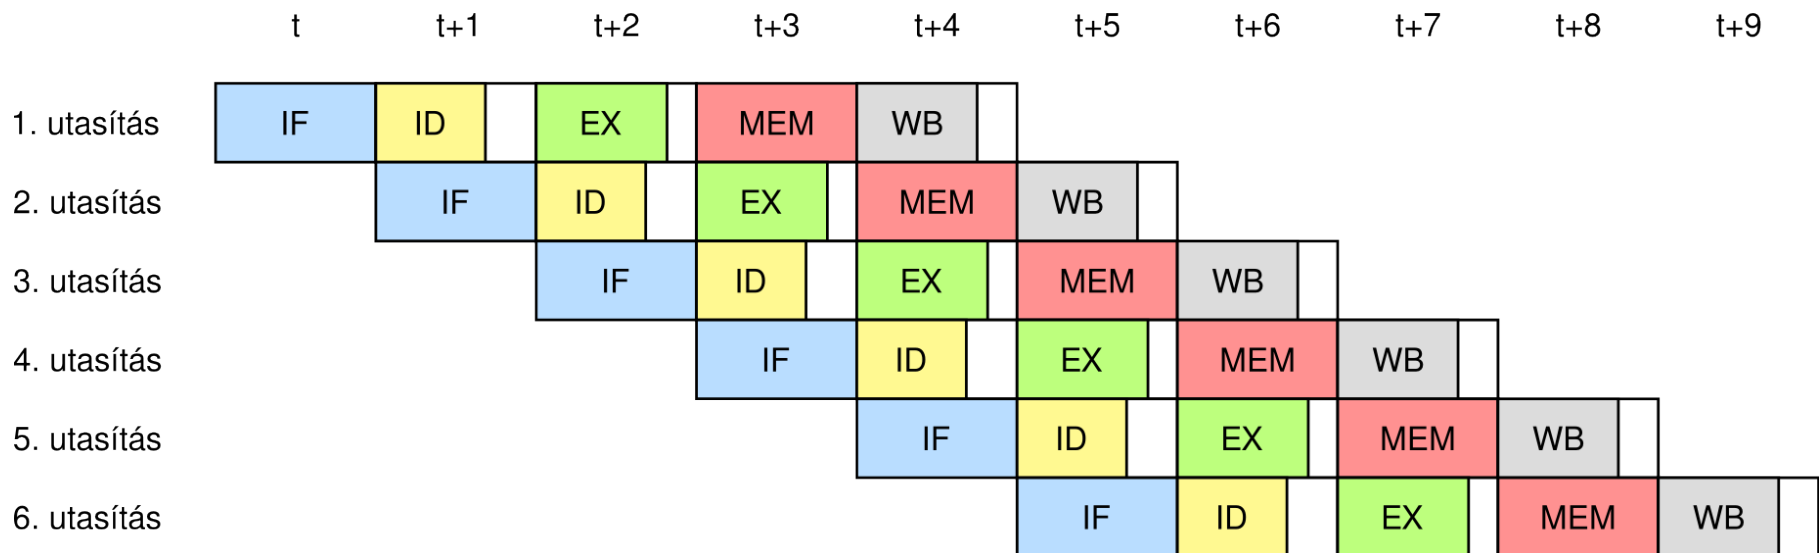 t t+1 t+2 t+3 t+4 t+5 t+6 t+7 t+8 t+9
1. utasítás IF ID EX MEM WB
2. utasítás IF ID EX MEM WB
3. utasítás IF ID EX MEM WB
4. utasítás IF ID EX MEM WB
5. utasítás IF ID EX MEM WB
6. utasítás IF ID EX MEM WB